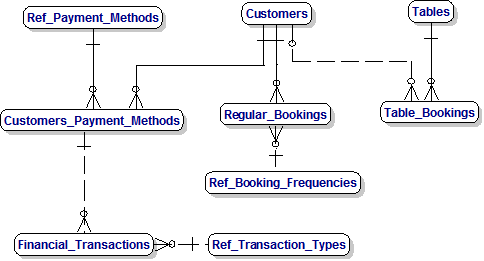 Ref_Payment_Methods
Customers
Tables
Customers_Payment_Methods
Regular_Bookings
Table_Bookings
Ref_Booking_Frequencies
Financial_Transactions
Ref_Transaction_Types